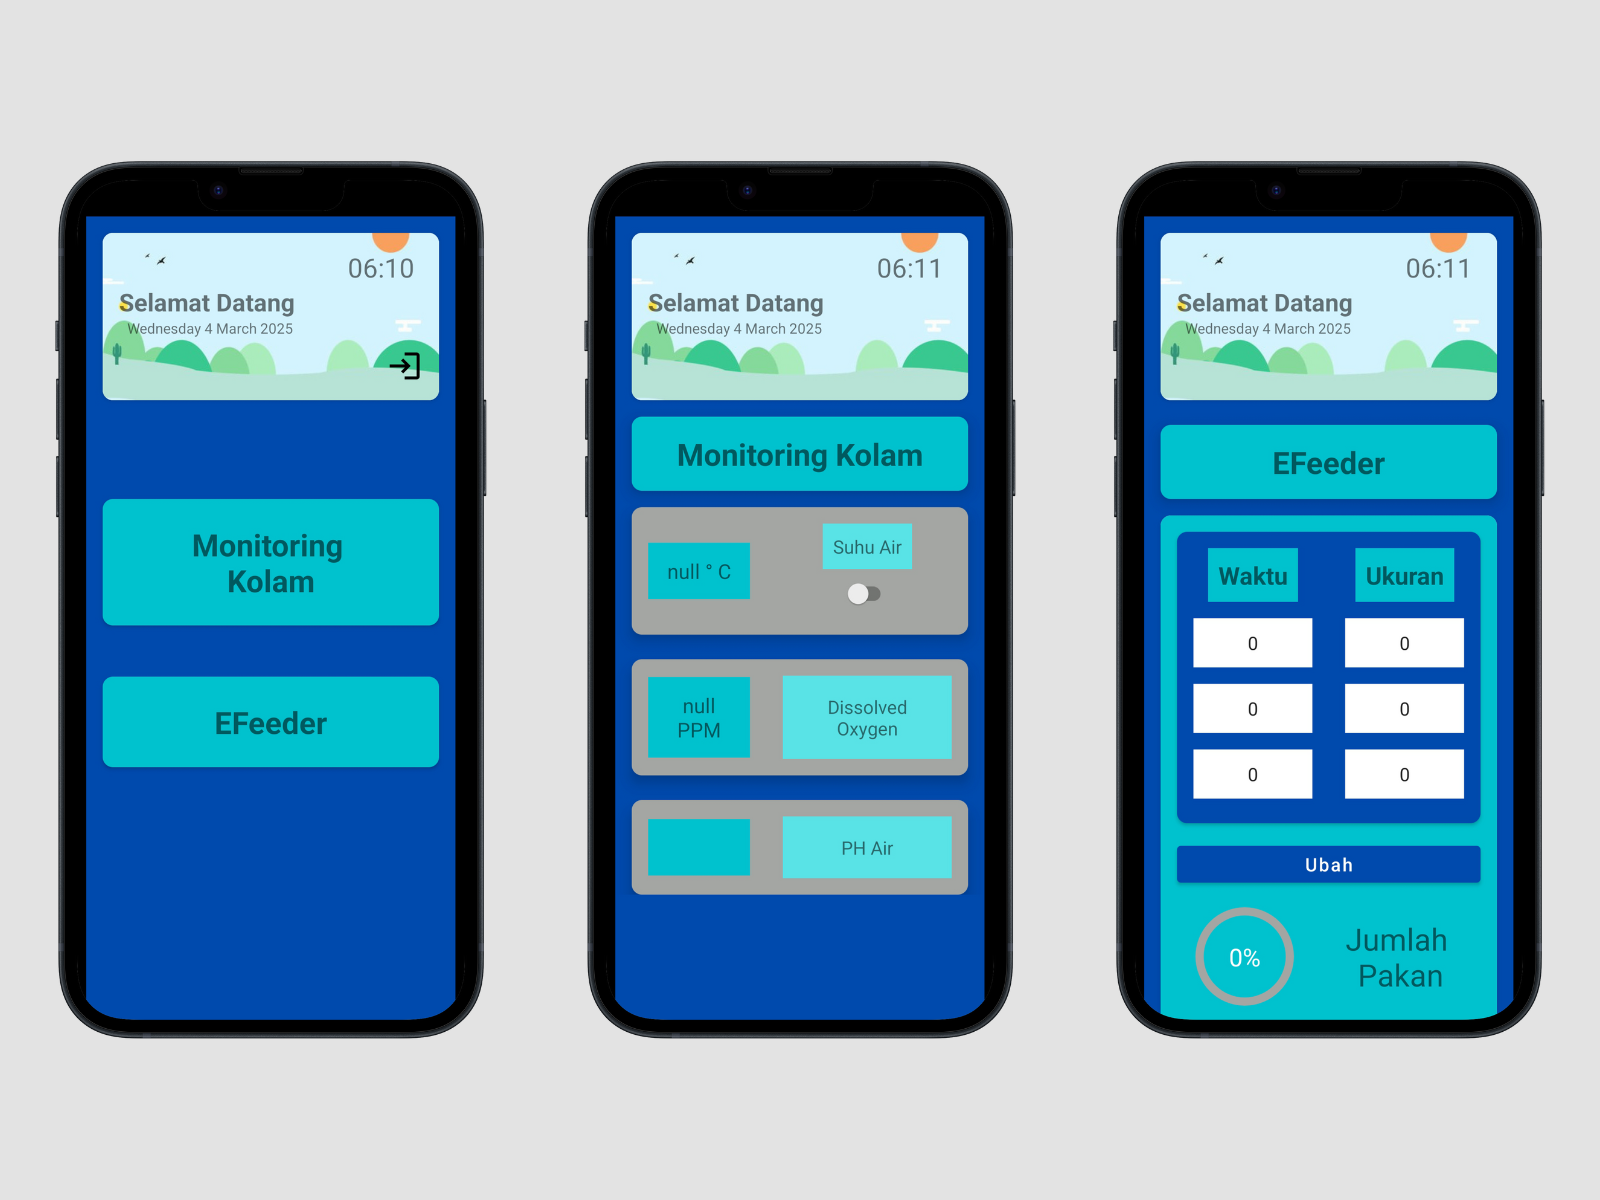 06:10
Selamat Datang
Wednesday 4 March 2025
Monitoring
Kolam
EFeeder
06:11
Selamat Datang
Wednesday 4 March 2025
Monitoring Kolam
null ° C
Suhu Air
null
PPM
Dissolved
Oxygen
PH Air
06:11
Selamat Datang
Wednesday 4 March 2025
EFeeder
Waktu Ukuran
0 0
0 0
0 0
Ubah
0%
Jumlah
Pakan